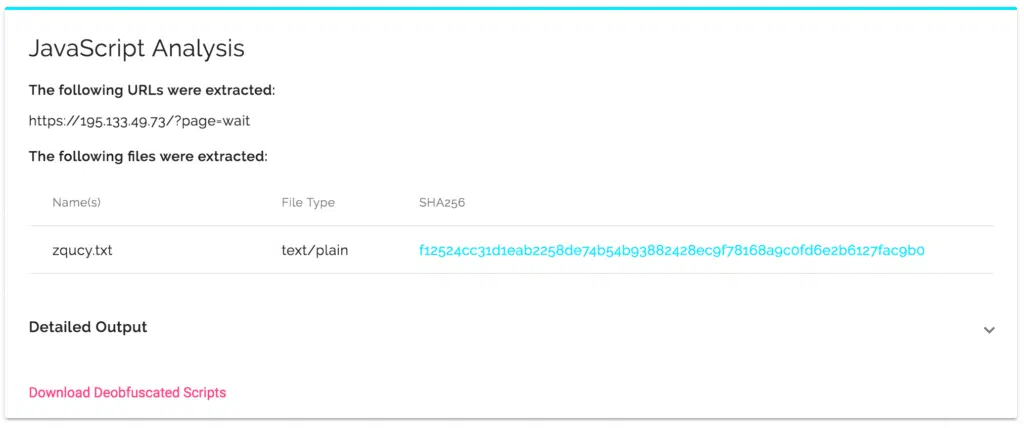 JavaScript Analysis
The following URLs were extracted:
https://195.133.49.73/?page=wait
The following files were extracted:
Name(s) File Type SHA256
zqucy.txt text/plain f12524cc31d1eab2258de74b54b93882428ec9f78168a9c0fd6e2b6127fac9b0
Detailed Output
Download Deobfuscated Scripts